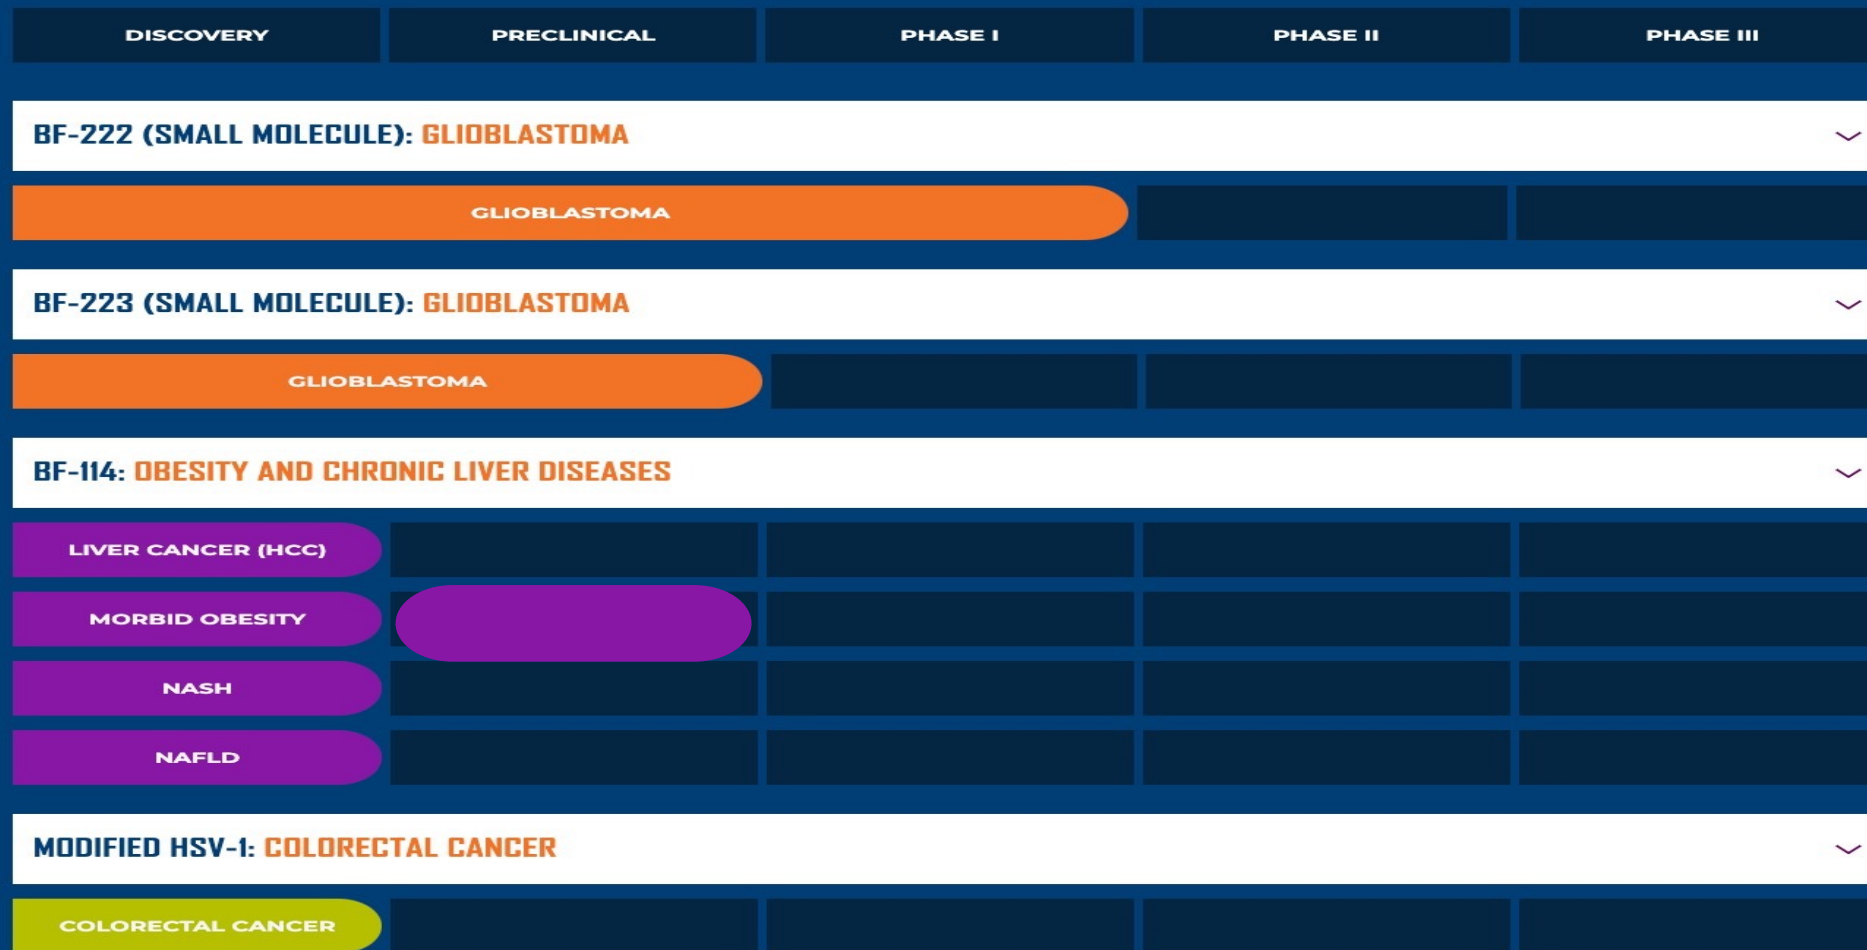 DISCOVERY PRECLINICAL PHASE I PHASE II PHASE III
BF-222 (SMALL MOLECULE): GLIOBLASTOMA
GLIOBLASTOMA
BF-223 (SMALL MOLECULE): GLIOBLASTOMA
GLIOBLASTOMA
BF-114: OBESITY AND CHRONIC LIVER DISEASES
LIVER CANCER (HCC)
MORBID OBESITY
NASH
NAFLD
MODIFIED HSV-1: COLORECTAL CANCER
COLORECTAL CANCER